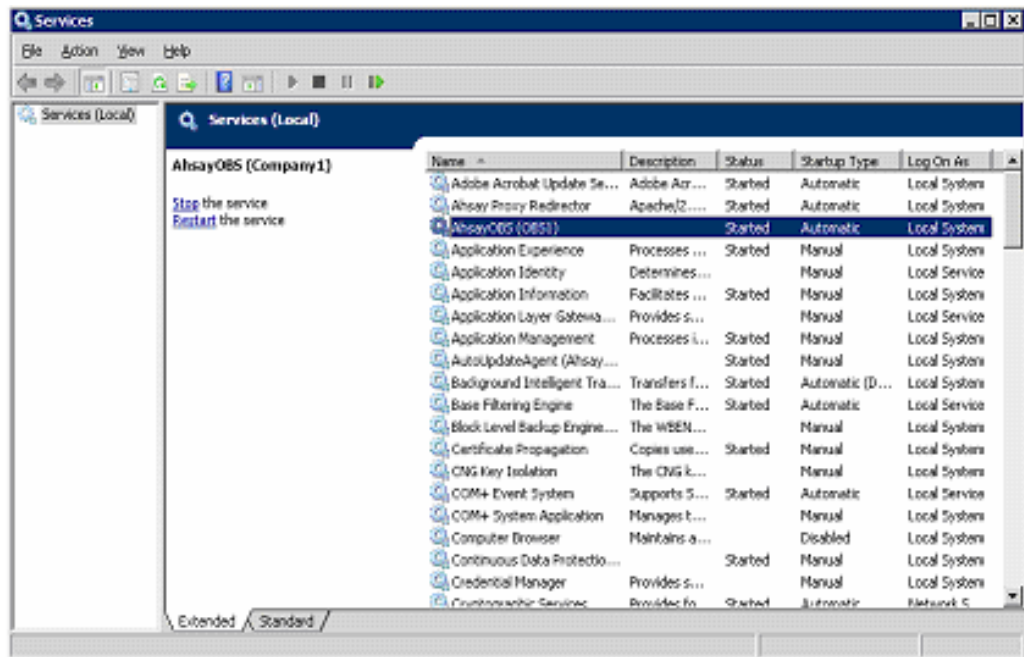 Services
File Action View Help
Services (Local)
Services (Local)
AhsayOBS (Company1)
Stop the service
Restart the service
Name Description Status Startup Type Log On As
Adobe Acrobat Update Se... Adobe Acr... Started Automatic Local System
Ahsay Proxy Redirector Apache/2.... Started Automatic Local System
AhsayOBS (OBS1) Started Automatic Local System
Application Experience Processes ... Started Manual Local System
Application Identity Determines... Manual Local Service
Application Information Facilitates ... Started Manual Local System
Application Layer Gatewa... Provides s... Manual Local Service
Application Management Processes i... Started Manual Local System
AutoUpdateAgent (Ahsay... Started Manual Local System
Background Intelligent Tra... Transfers f... Started Automatic (D... Local System
Base Filtering Engine The Base F... Started Automatic Local Service
Block Level Backup Engine... The WBEN... Manual Local System
Certificate Propagation Copies use... Started Manual Local System
CNG Key Isolation The CNG k... Manual Local System
COM+ Event System Supports S... Started Automatic Local Service
COM+ System Application Manages t... Manual Local System
Computer Browser Maintains a... Disabled Local System
Continuous Data Protectio... Started Manual Local System
Credential Manager Provides s... Manual Local System
Cryptographic Services Provides fo Started Automatic Network S
Extended Standard